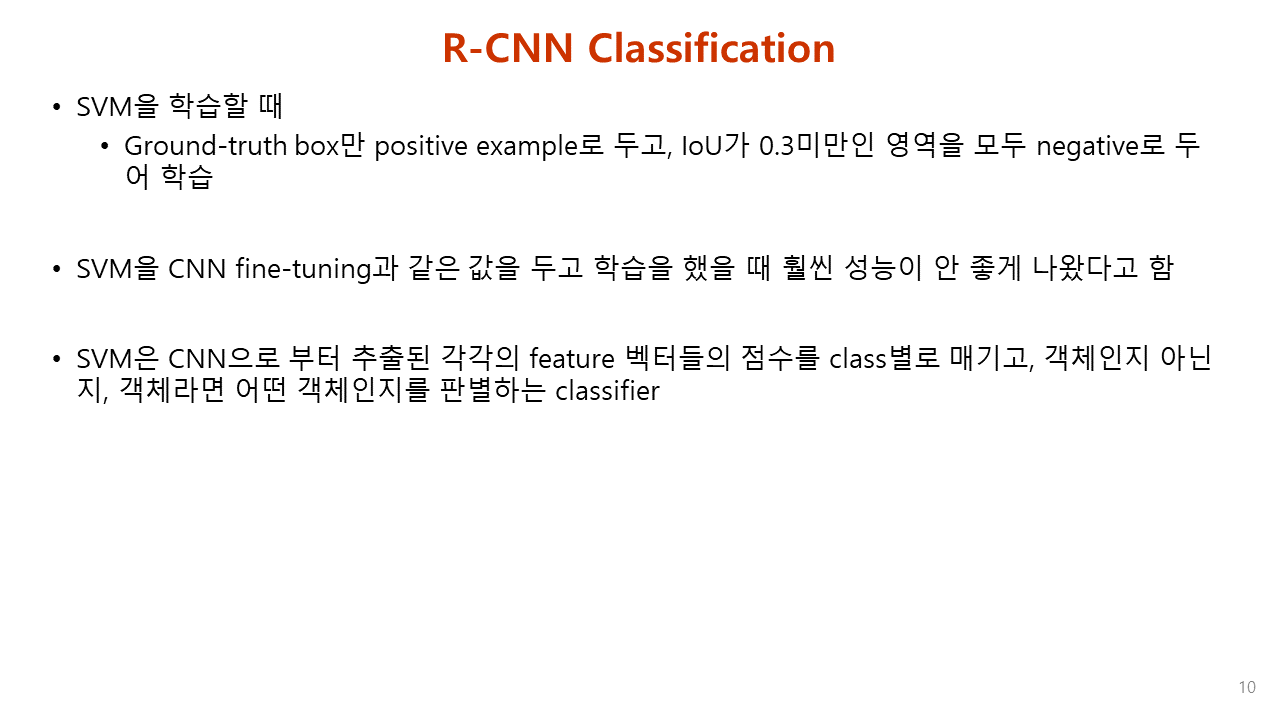 R-CNN Classification
• SVM을 학습할 때
• Ground-truth box만 positive example로 두고, IoU가 0.3미만인 영역을 모두 negative로 두
어 학습
• SVM을 CNN fine-tuning과 같은 값을 두고 학습을 했을 때 훨씬 성능이 안 좋게 나왔다고 함
• SVM은 CNN으로 부터 추출된 각각의 feature 벡터들의 점수를 class별로 매기고, 객체인지 아닌
지, 객체라면 어떤 객체인지를 판별하는 classifier
10